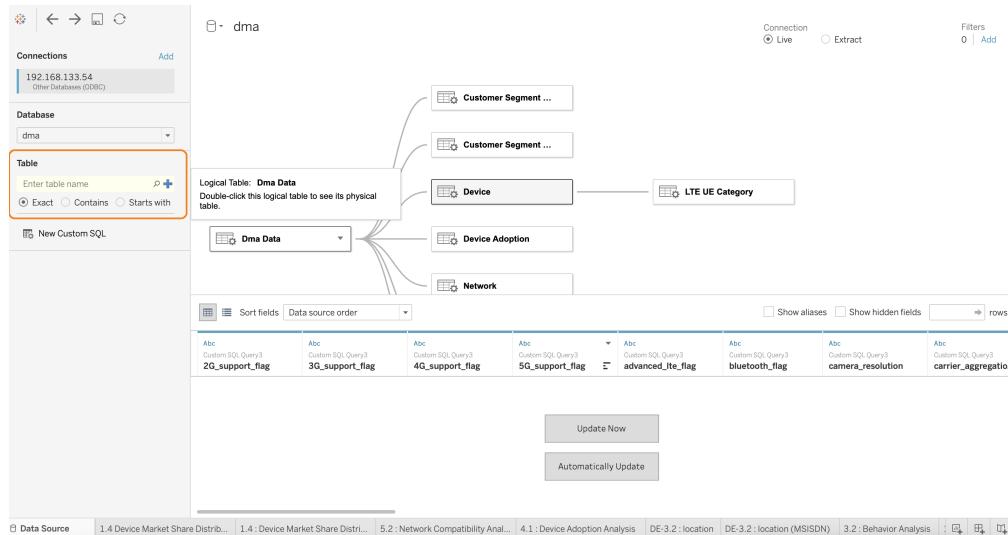 dma
Connection
Live
Extract
Filters
0
Add
Connections
Add
192.168.133.54
Other Databases (ODBC)
Database
dma
Table
Enter table name
Exact
Contains
Starts with
New Custom SQL
Customer Segment ...
Customer Segment ...
Logical Table: Dma Data
Double-click this logical table to see its physical
table.
Device
LTE UE Category
Dma Data
Device Adoption
Network
Sort fields
Data source order
Show aliases
Show hidden fields
rows
Abc
Custom SQL Query3
2G_support_flag
Abc
Custom SQL Query3
3G_support_flag
Abc
Custom SQL Query3
4G_support_flag
Abc
Custom SQL Query3
5G_support_flag
Abc
Custom SQL Query3
advanced_lte_flag
Abc
Custom SQL Query3
bluetooth_flag
Abc
Custom SQL Query3
camera_resolution
Abc
Custom SQL Query3
carrier_aggregatio
Update Now
Automatically Update
Data Source
1.4 Device Market Share Distrib...
1.4 : Device Market Share Distri...
5.2 : Network Compatibility Anal...
4.1 : Device Adoption Analysis
DE-3.2 : location
DE-3.2 : location (MSISDN)
3.2 : Behavior Analysis